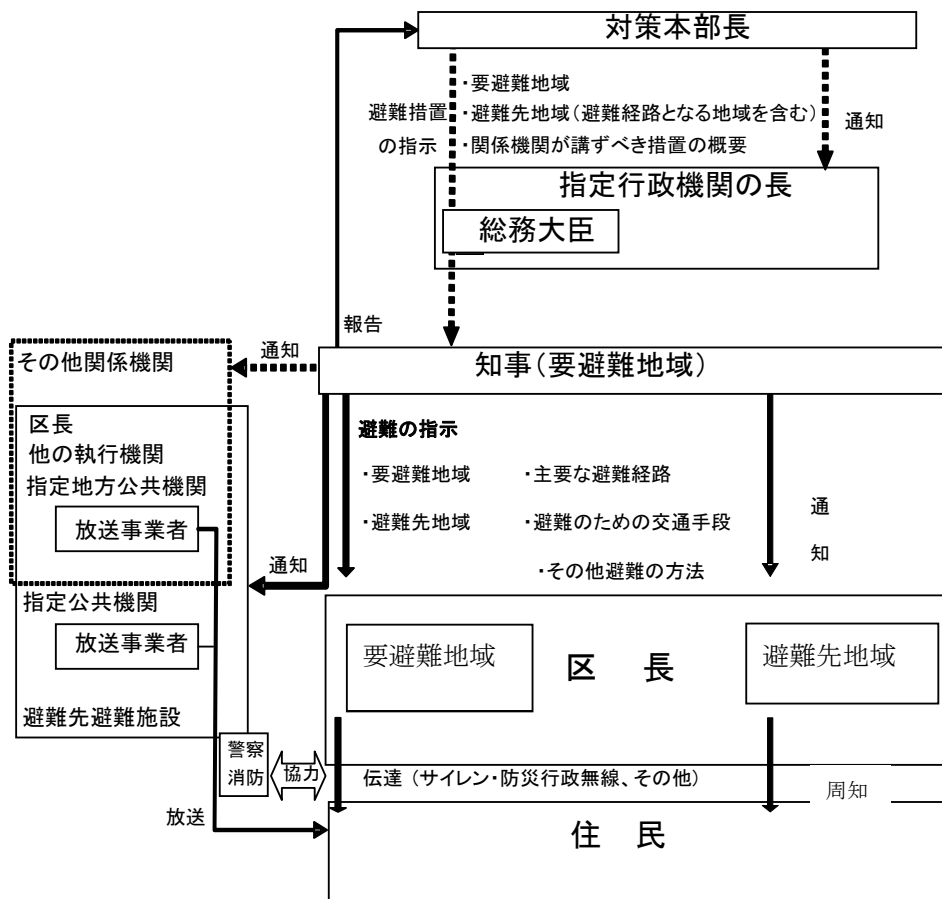 対策本部長
・要避難地域
避難措置 ・避難先地域（避難経路となる地域を含む）
の指示 ・関係機関が講ずべき措置の概要
通知
指定行政機関の長
総務大臣
報告
通知
その他関係機関
知事（要避難地域）
区長
他の執行機関
指定地方公共機関
放送事業者
避難の指示
・要避難地域 ・主要な避難経路
・避難先地域 ・避難のための交通手段
・その他避難の方法
通
知
通知
指定公共機関
放送事業者
避難先避難施設
要避難地域
区 長
避難先地域
警察
消防
協力
伝達（サイレン・防災行政無線、その他）
周知
放送
住 民